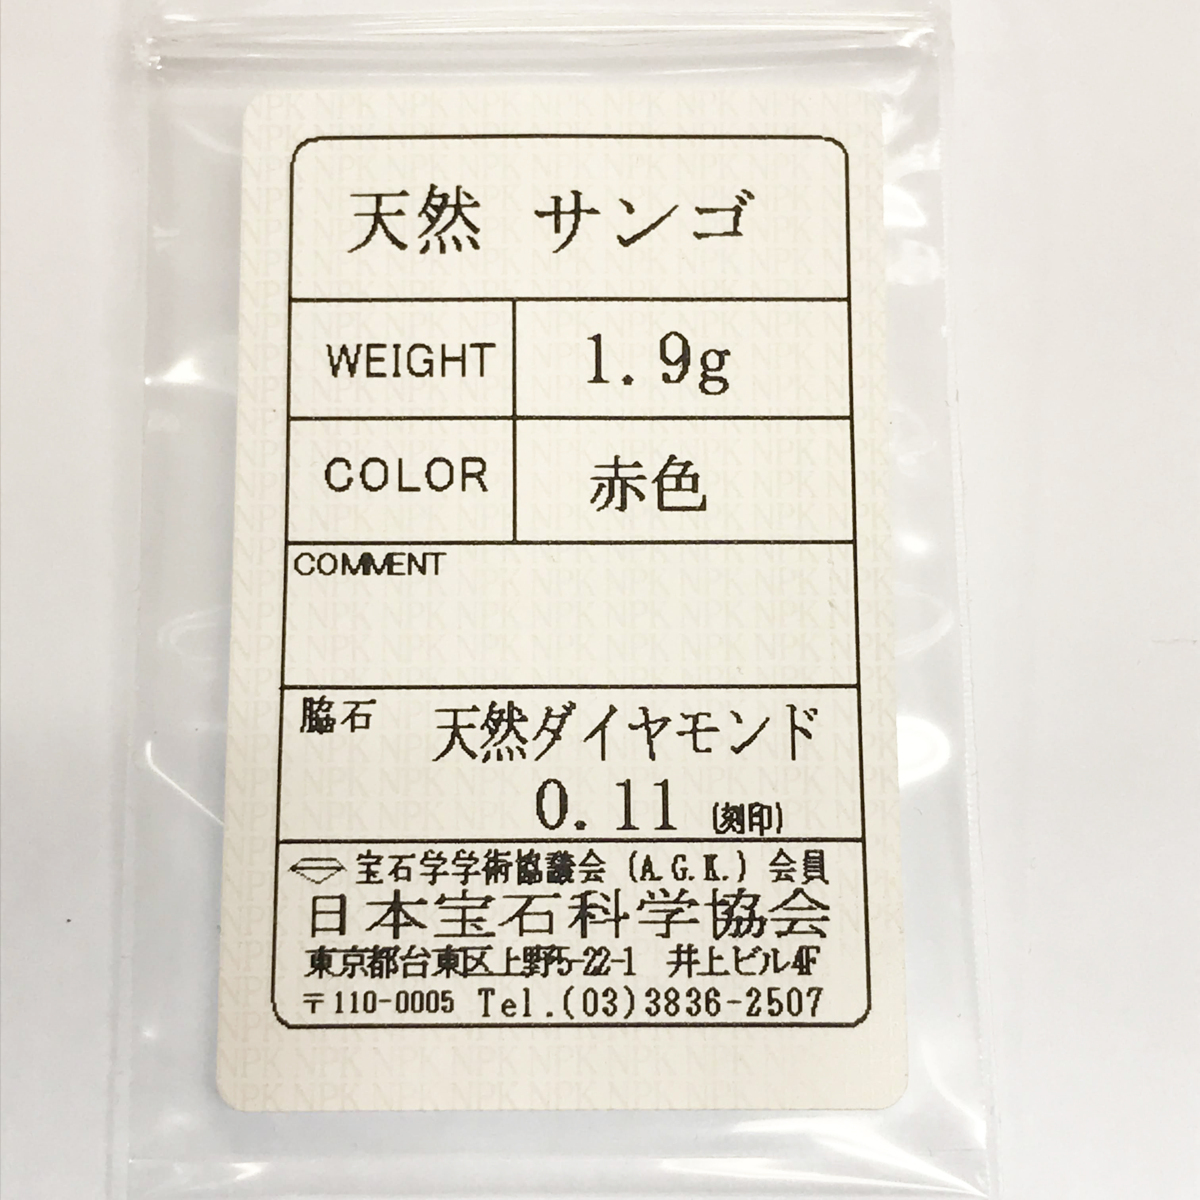 天然 サンゴ
WEIGHT 1.9g
COLOR 赤色
COMMENT
脇石 天然ダイヤモンド
0.11 (刻印)
宝石学学術協議会 (A.G.K.) 会員
日本宝石科学協会
東京都台東区上野5-22-1 井上ビル4F
〒110-0005 Tel.(03)3836-2507